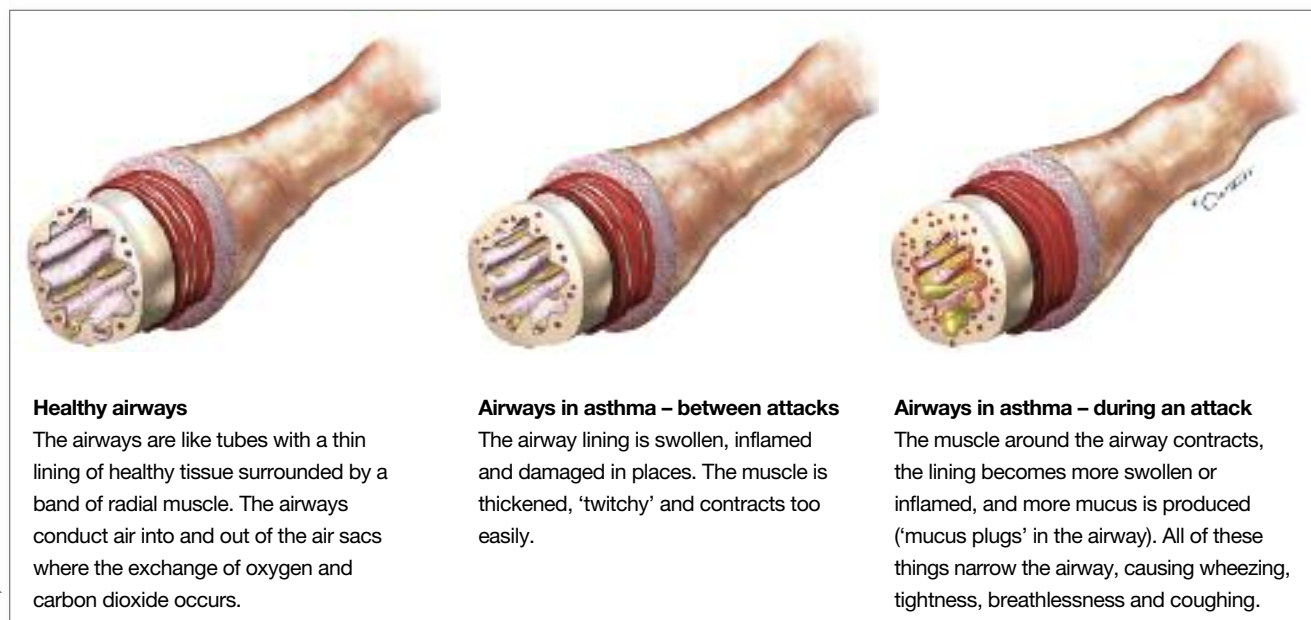 Healthy airways
The airways are like tubes with a thin
lining of healthy tissue surrounded by a
band of radial muscle. The airways
conduct air into and out of the air sacs
where the exchange of oxygen and
carbon dioxide occurs.
Airways in asthma – between attacks
The airway lining is swollen, inflamed
and damaged in places. The muscle is
thickened, ‘twitchy’ and contracts too
easily.
Airways in asthma – during an attack
The muscle around the airway contracts,
the lining becomes more swollen or
inflamed, and more mucus is produced
(‘mucus plugs’ in the airway). All of these
things narrow the airway, causing wheezing,
tightness, breathlessness and coughing.